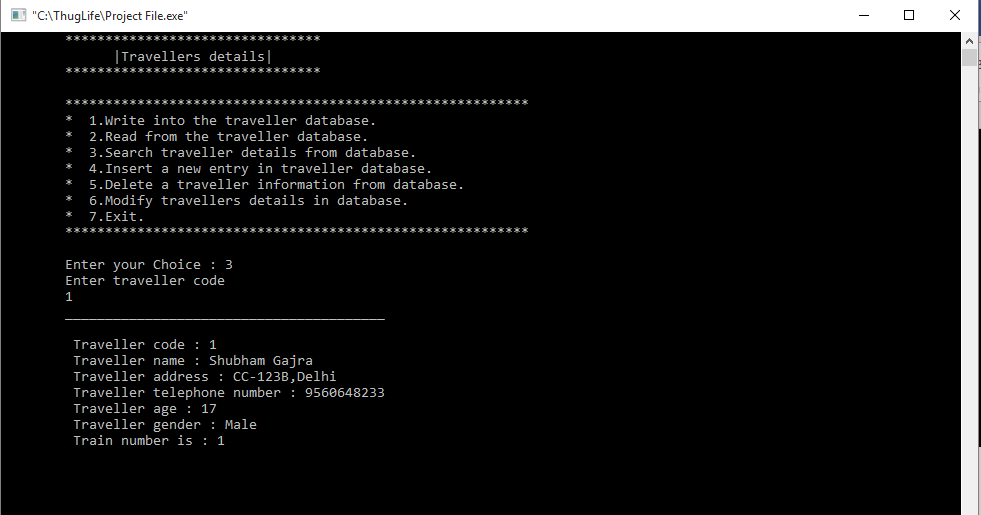 "C:\ThugLife\Project File.exe"
********************************
|Travellers details|
********************************
**********************************************************
* 1.Write into the traveller database.
* 2.Read from the traveller database.
* 3.Search traveller details from database.
* 4.Insert a new entry in traveller database.
* 5.Delete a traveller information from database.
* 6.Modify travellers details in database.
* 7.Exit.
**********************************************************
Enter your Choice : 3
Enter traveller code
1
________________________________________
Traveller code : 1
Traveller name : Shubham Gajra
Traveller address : CC-123B,Delhi
Traveller telephone number : 9560648233
Traveller age : 17
Traveller gender : Male
Train number is : 1